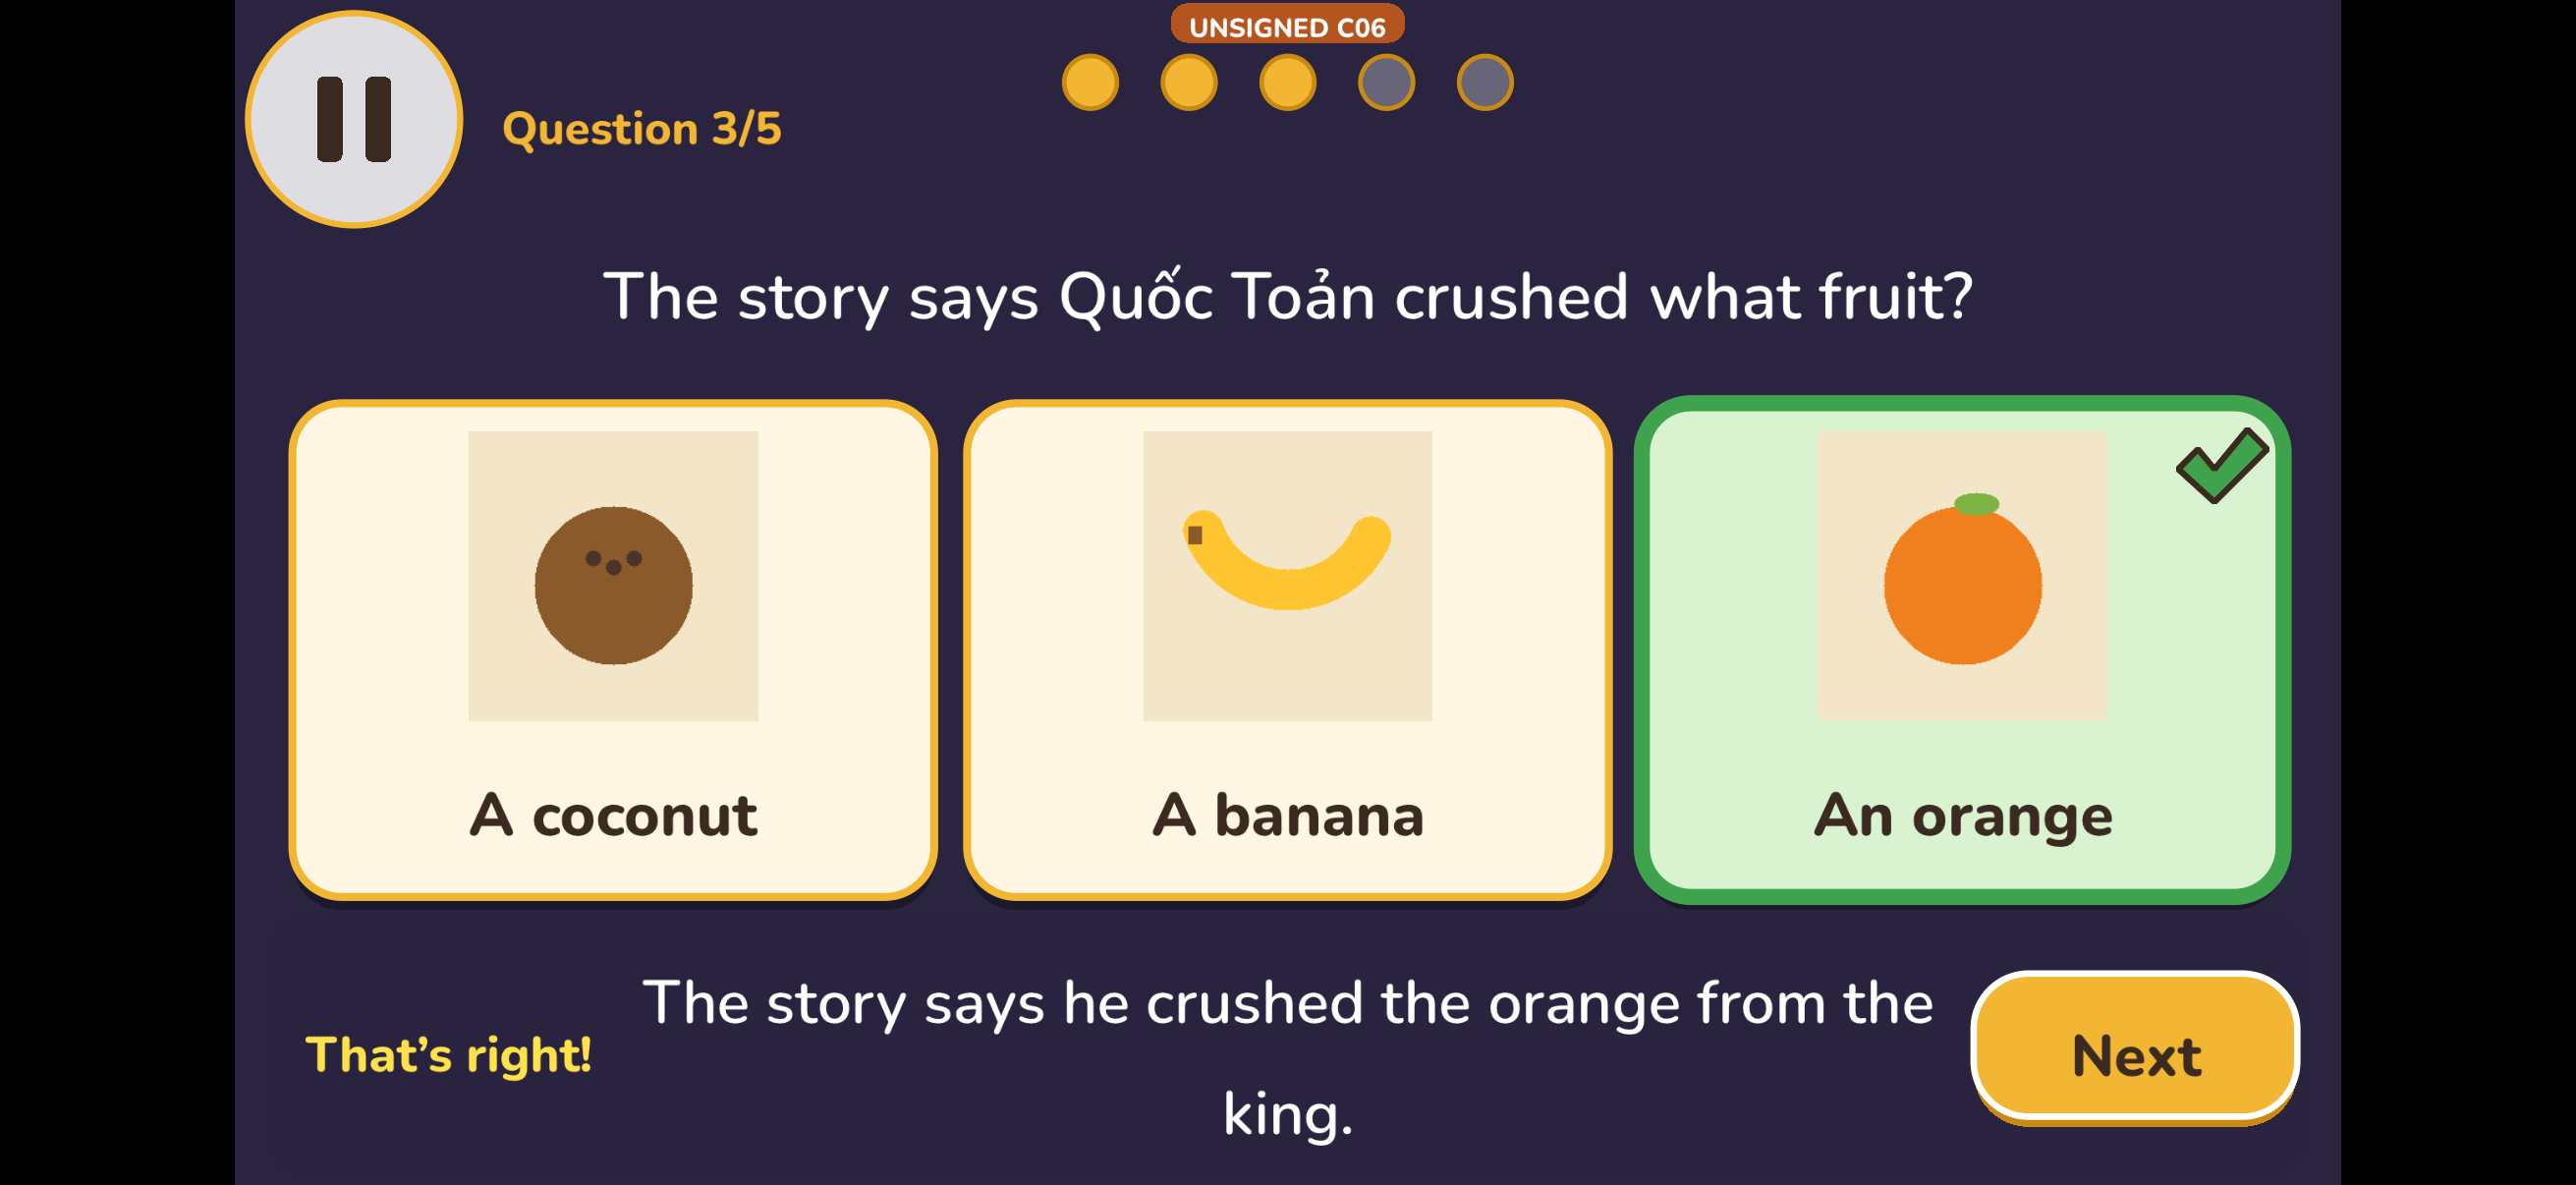 UNSIGNED C06
Question 3/5
The story says Quốc Toản crushed what fruit?
A coconut
A banana
An orange
That's right!
The story says he crushed the orange from the
king.
Next